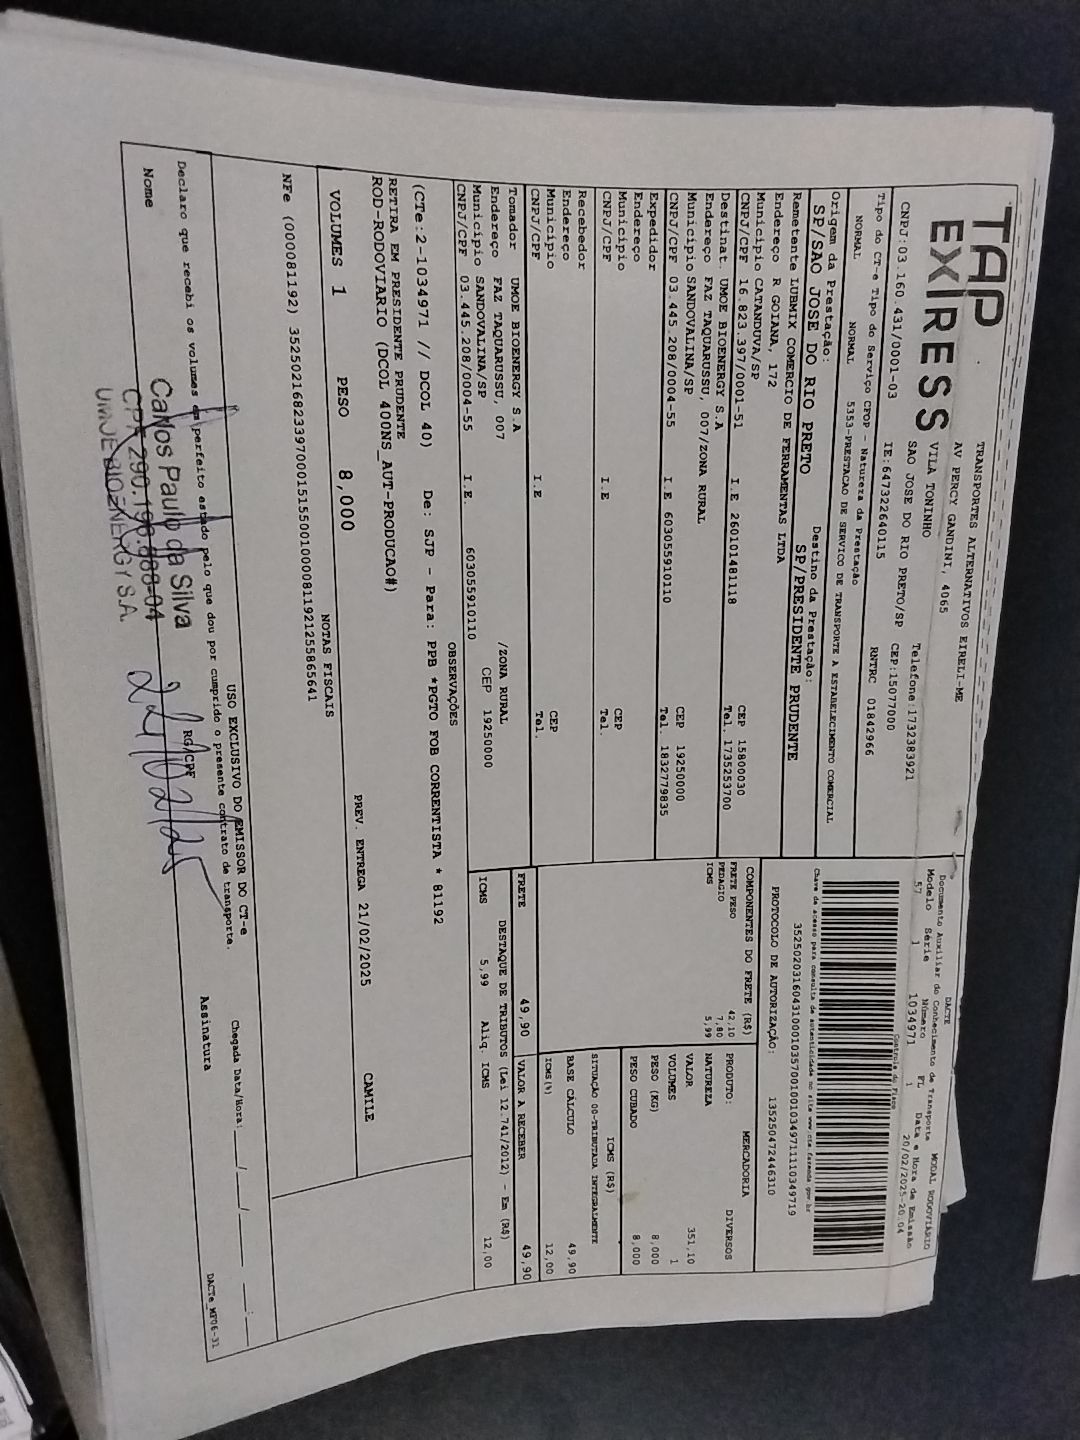 TAP
EXPRESS
TRANSPORTES ALTERNATIVOS EIRELI-ME
AV PERCY GANDINI, 4065
VILA TONINHO
SAO JOSE DO RIO PRETO/SP CEP:15077000
Telefone:1732383921
CNPJ:03.160.431/0001-03 IE:647322640115 RNTRC 01842966
DACTE
Documento Auxiliar do Conhecimento de Transporte MODAL RODOVIÁRIO
Modelo Série Número FL Data e Hora de Emissão
57 1 1034971 1 20/02/2025-20:04
Controle do Fisco
Chave de acesso para consulta de autenticidade no site www.cte.fazenda.gov.br
PROTOCOLO DE AUTORIZAÇÃO: 135250472446310
Tipo do CT-e Tipo do Serviço CFOP - Natureza da Prestação
NORMAL NORMAL 5353-PRESTACAO DE SERVICO DE TRANSPORTE A ESTABELECIMENTO COMERCIAL
Origem da Prestação: Destino da Prestação:
SP/SAO JOSE DO RIO PRETO SP/PRESIDENTE PRUDENTE
Remetente LUBMIX COMERCIO DE FERRAMENTAS LTDA
Endereço R GOIANA, 172
Município CATANDUVA/SP CEP 15800030
CNPJ/CPF 16.823.397/0001-51 I.E 260101481118 Tel. 1735253700
Destinat. UMOE BIOENERGY S.A
Endereço FAZ TAQUARUSSU, 007/ZONA RURAL
Município SANDOVALINA/SP CEP 19250000
CNPJ/CPF 03.445.208/0004-55 I.E 603055910110 Tel. 1832779835
Expedidor
Endereço
Município CEP
CNPJ/CPF I.E Tel.
Recebedor
Endereço
Município CEP
CNPJ/CPF I.E Tel.
Tomador UMOE BIOENERGY S.A
Endereço FAZ TAQUARUSSU, 007 /ZONA RURAL
Município SANDOVALINA/SP CEP 19250000
CNPJ/CPF 03.445.208/0004-55 I.E 603055910110
COMPONENTES DO FRETE (R$)
FRETE PESO 42,10
PEDAGIO 7,80
ICMS 5,99
PRODUTO: MERCADORIA
NATUREZA DIVERSOS
VALOR 351,10
VOLUMES 1
PESO (KG) 8,000
PESO CUBADO 8,000
ICMS (R$)
SITUAÇÃO 00-TRIBUTADA INTEGRALMENTE
BASE CÁLCULO 49,90
ICMS(%) 12,00
FRETE 49,90 VALOR A RECEBER 49,90
DESTAQUE DE TRIBUTOS (Lei 12.741/2012) - Em (R$)
ICMS 5,99 Aliq. ICMS 12,00
OBSERVAÇÕES
(CTe:2-1034971 // DCOL 40) De: SJP - Para: PPB *PGTO FOB CORRENTISTA * 81192
RETIRA EM PRESIDENTE PRUDENTE
ROD-RODOVIARIO (DCOL 400NS_AUT-PRODUCAO#)
PREV. ENTREGA 21/02/2025 CAMILE
VOLUMES 1 PESO 8,000
NOTAS FISCAIS
NFe (000081192) 35250216823397000151550010000811921255865641
USO EXCLUSIVO DO EMISSOR DO CT-e
Declaro que recebi os volumes em perfeito estado pelo que dou por cumprido o presente contrato de transporte.
Chegada Data/Hora: ___/___/___ ___:___
Nome RG/CPF Assinatura
Carlos Paulo da Silva
UMOE BIOENERGY S.A.
22/02/25
DACTe_MF06-31